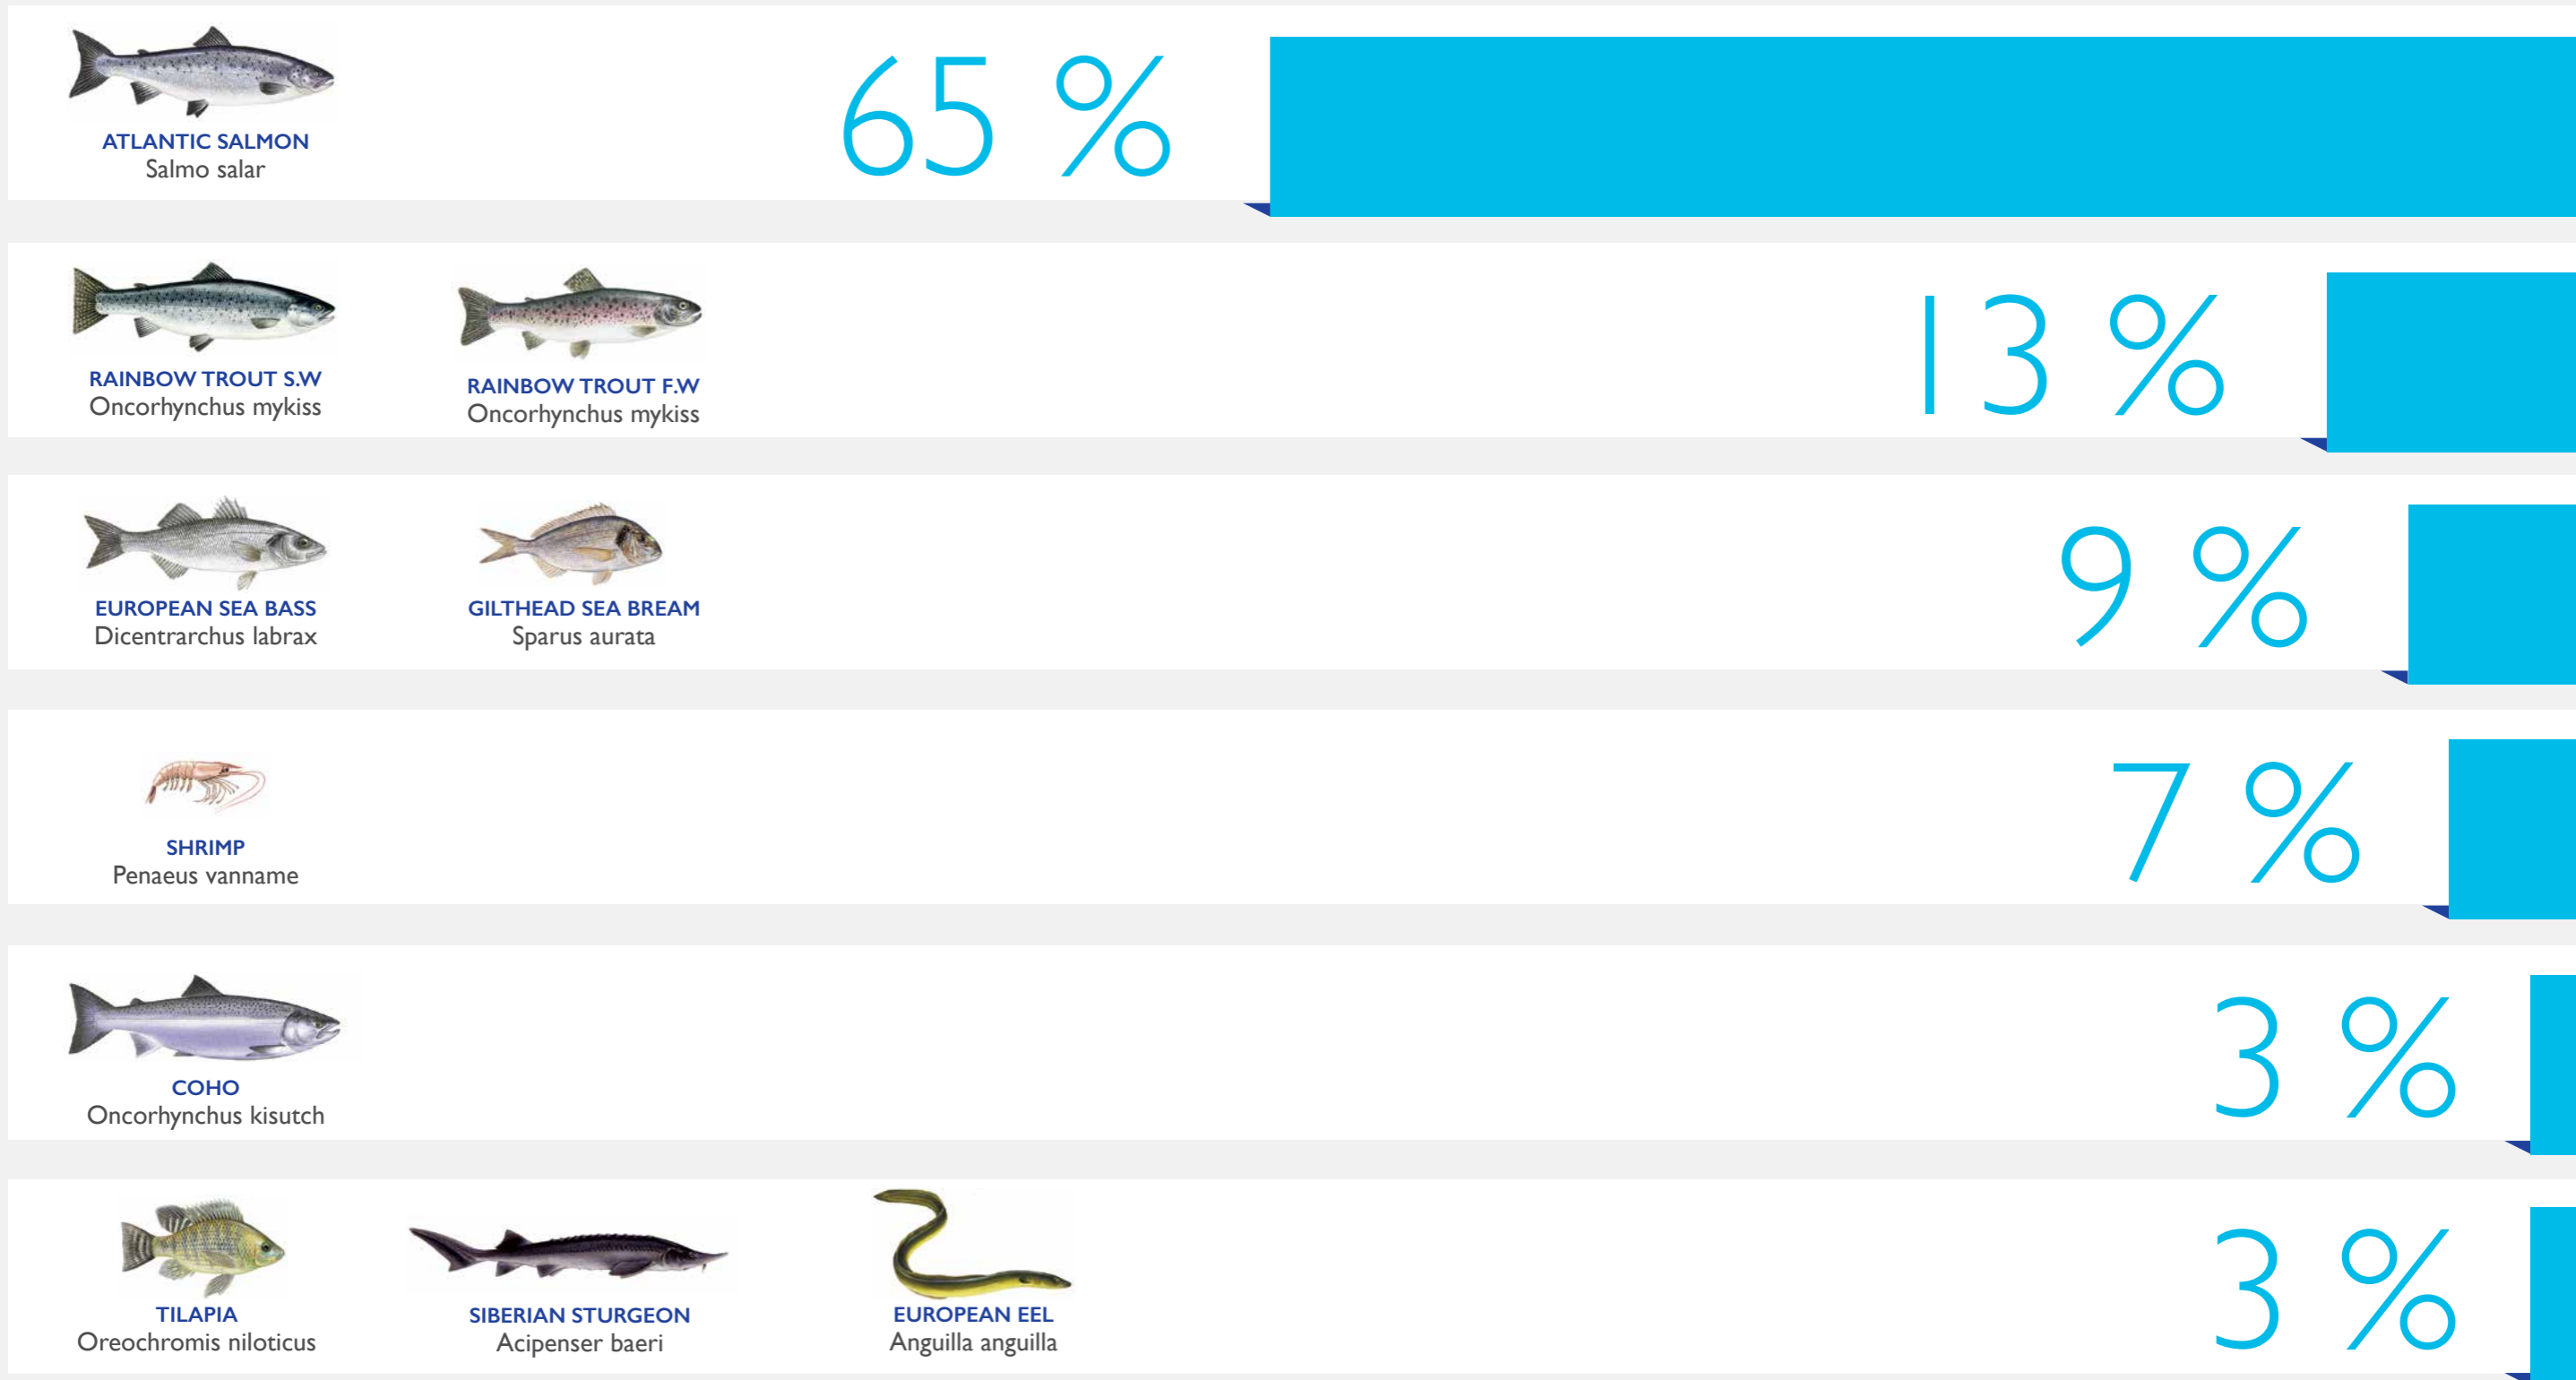 65 %
ATLANTIC SALMON
Salmo salar
13 %
RAINBOW TROUT S.W
Oncorhynchus mykiss
RAINBOW TROUT F.W
Oncorhynchus mykiss
9 %
EUROPEAN SEA BASS
Dicentrarchus labrax
GILTHEAD SEA BREAM
Sparus aurata
7 %
SHRIMP
Penaeus vanname
3 %
COHO
Oncorhynchus kisutch
3 %
TILAPIA
Oreochromis niloticus
SIBERIAN STURGEON
Acipenser baeri
EUROPEAN EEL
Anguilla anguilla